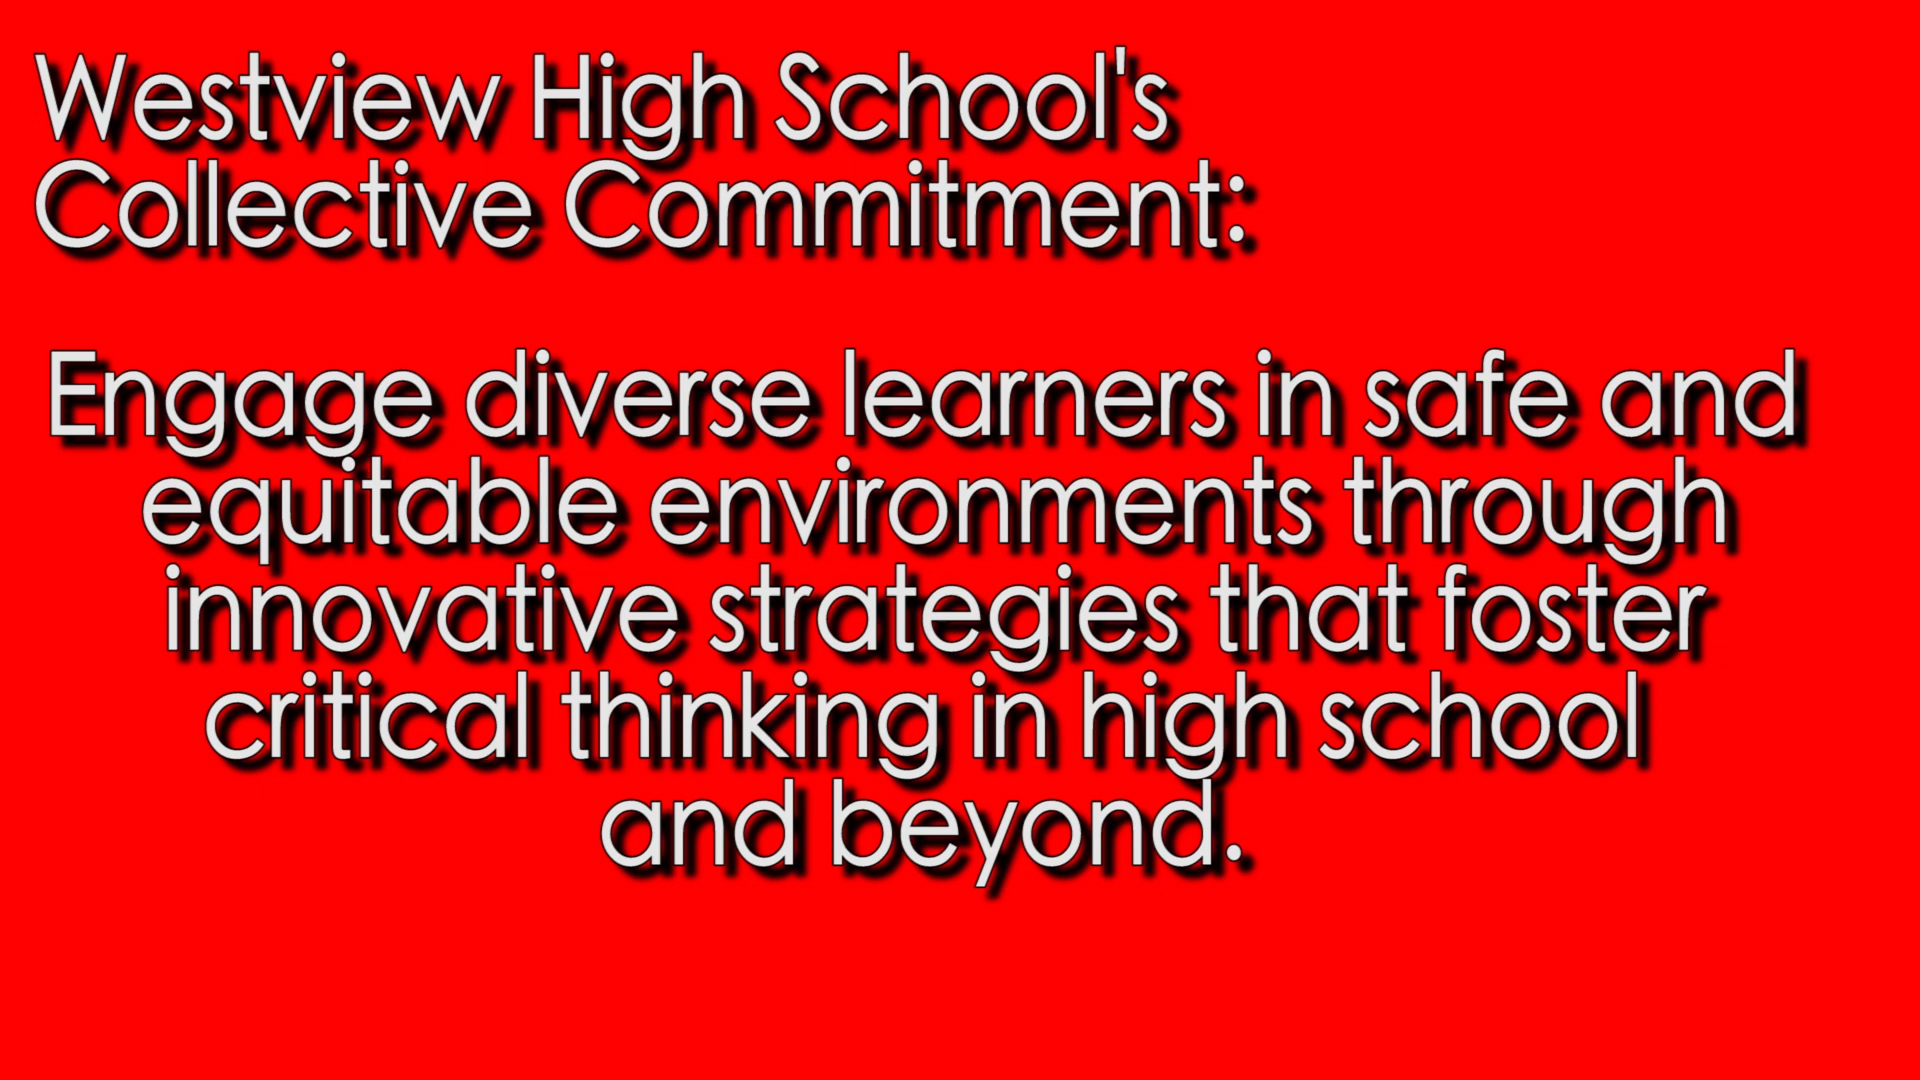 Westview High School's
Collective Commitment:
Engage diverse learners in safe and
equitable environments through
innovative strategies that foster
critical thinking in high school
and beyond.